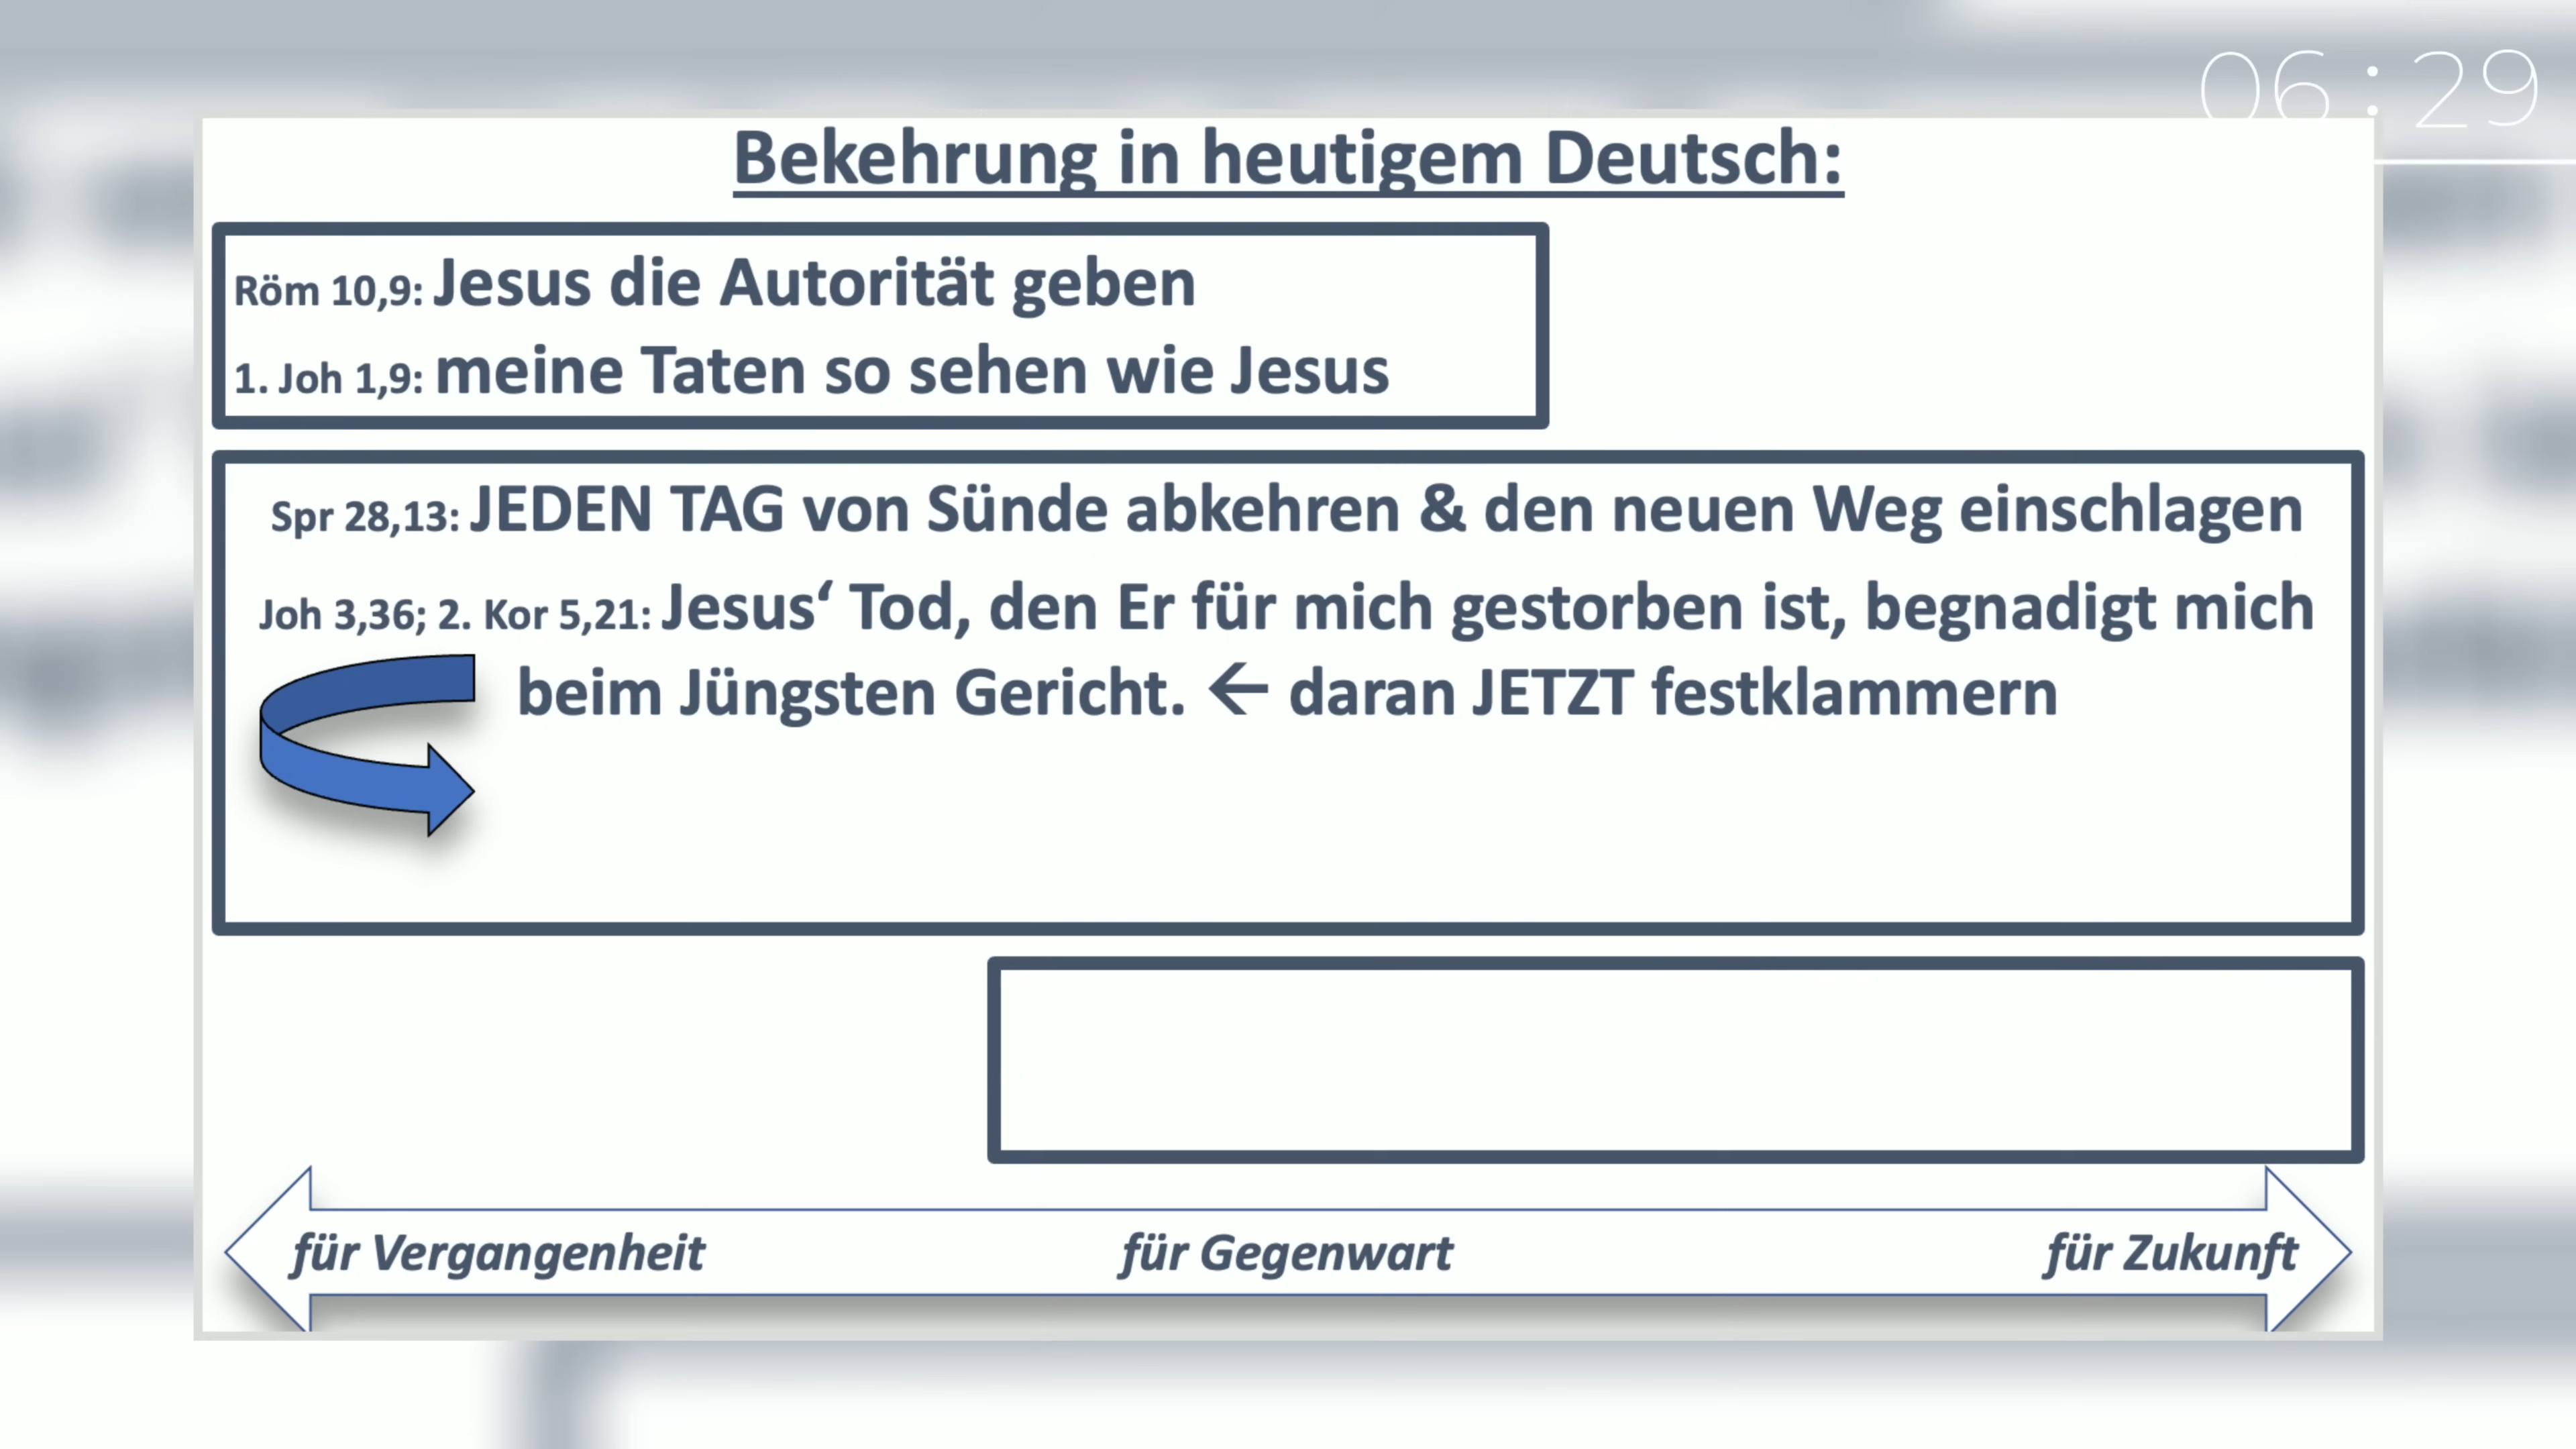 06:29
Bekehrung in heutigem Deutsch:
Röm 10,9: Jesus die Autorität geben
1. Joh 1,9: meine Taten so sehen wie Jesus
Spr 28,13: JEDEN TAG von Sünde abkehren & den neuen Weg einschlagen
Joh 3,36; 2. Kor 5,21: Jesus‘ Tod, den Er für mich gestorben ist, begnadigt mich
beim Jüngsten Gericht. ← daran JETZT festklammern
für Vergangenheit für Gegenwart für Zukunft